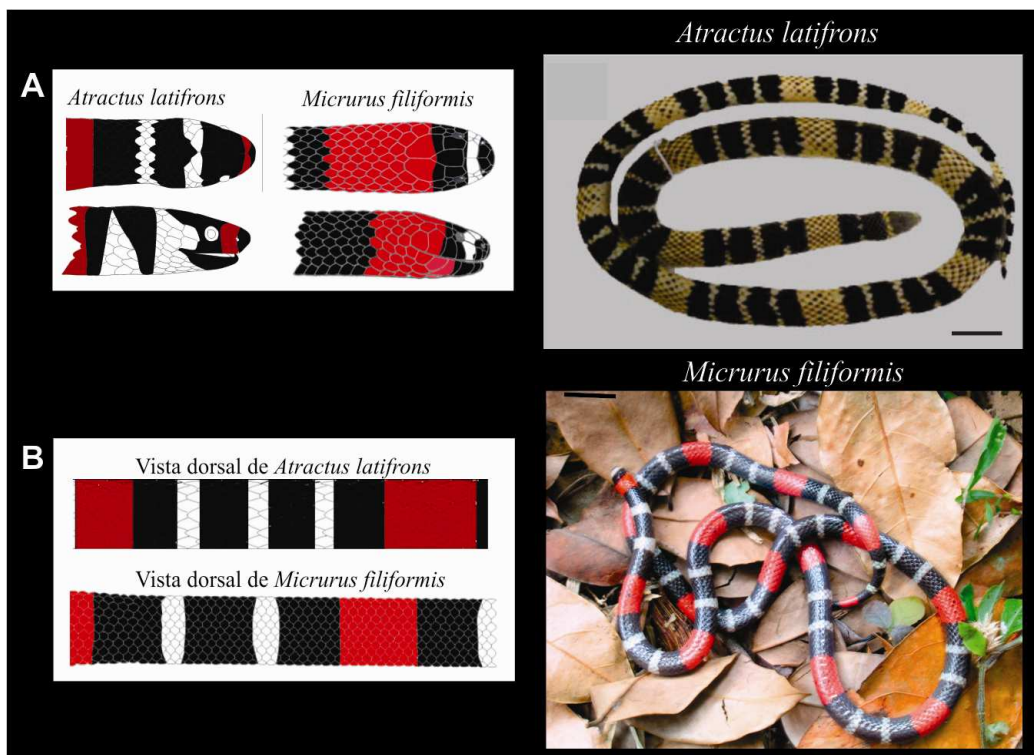 Atractus latifrons
A
Atractus latifrons
Micrurus filiformis
Micrurus filiformis
B
Vista dorsal de Atractus latifrons
Vista dorsal de Micrurus filiformis